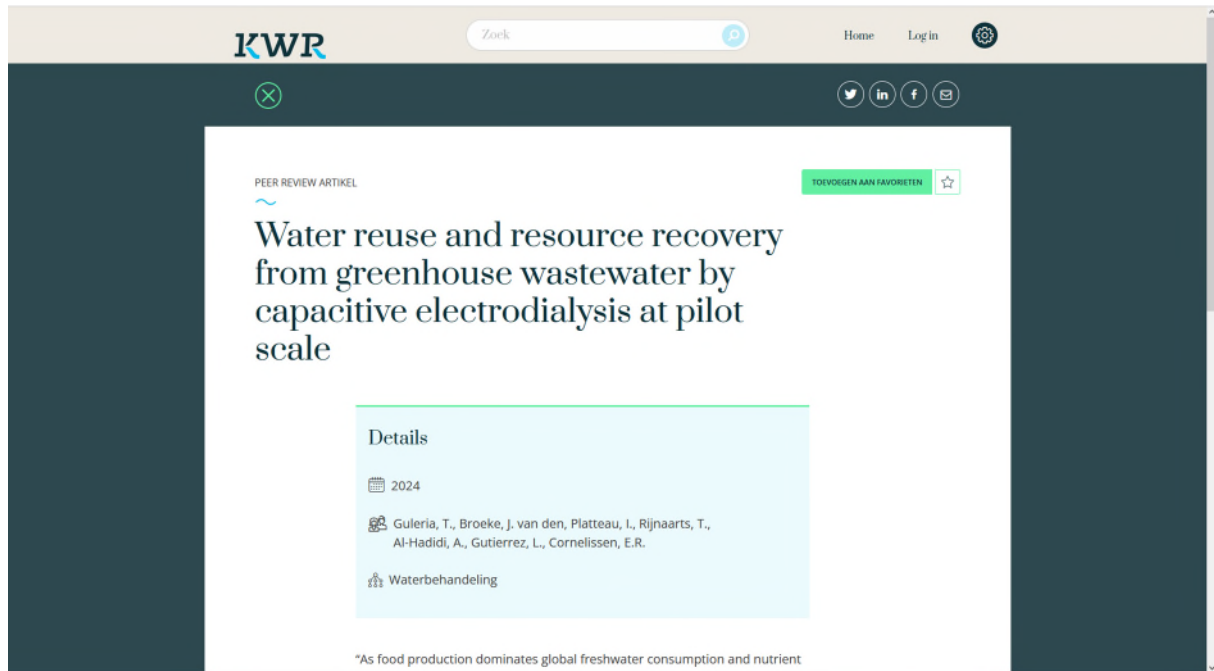 KWR
Zoek
Home
Log in
PEER REVIEW ARTIKEL
TOEVOEGEN AAN FAVORIETEN
Water reuse and resource recovery
from greenhouse wastewater by
capacitive electrodialysis at pilot
scale
Details
2024
Guleria, T., Broeke, J. van den, Platteau, I., Rijnaarts, T.,
Al-Hadidi, A., Gutierrez, L., Cornelissen, E.R.
Waterbehandeling
“As food production dominates global freshwater consumption and nutrient